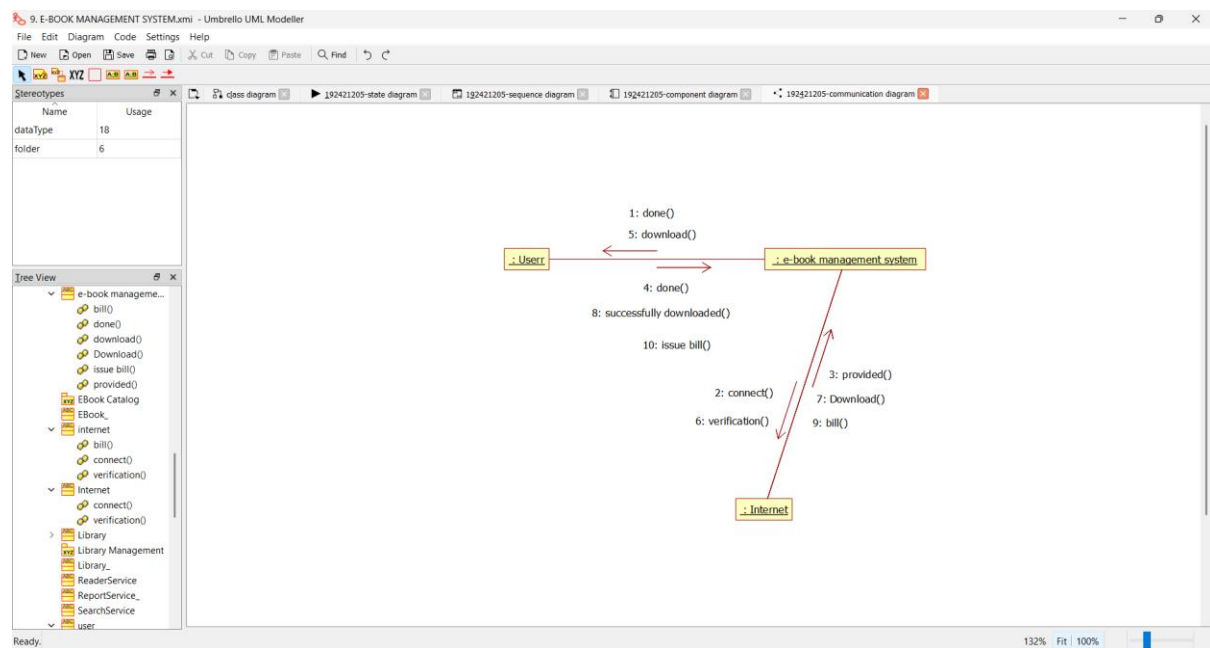 9. E-BOOK MANAGEMENT SYSTEM.xmi - Umbrello UML Modeller
File Edit Diagram Code Settings Help
New Open Save Cut Copy Paste Find
XYZ XYZ A.B A.B
Stereotypes
class diagram 192421205-state diagram 192421205-sequence diagram 192421205-component diagram 192421205-communication diagram
Name Usage
dataType 18
folder 6
1: done()
5: download()
: Userr : e-book management system
4: done()
8: successfully downloaded()
10: issue bill()
3: provided()
2: connect() 7: Download()
6: verification() 9: bill()
: Internet
Tree View
e-book manageme...
bill()
done()
download()
Download()
issue bill()
provided()
EBook Catalog
EBook_
internet
bill()
connect()
verification()
Internet
connect()
verification()
Library
Library Management
Library_
ReaderService
ReportService_
SearchService
user
Ready. 132% Fit 100%